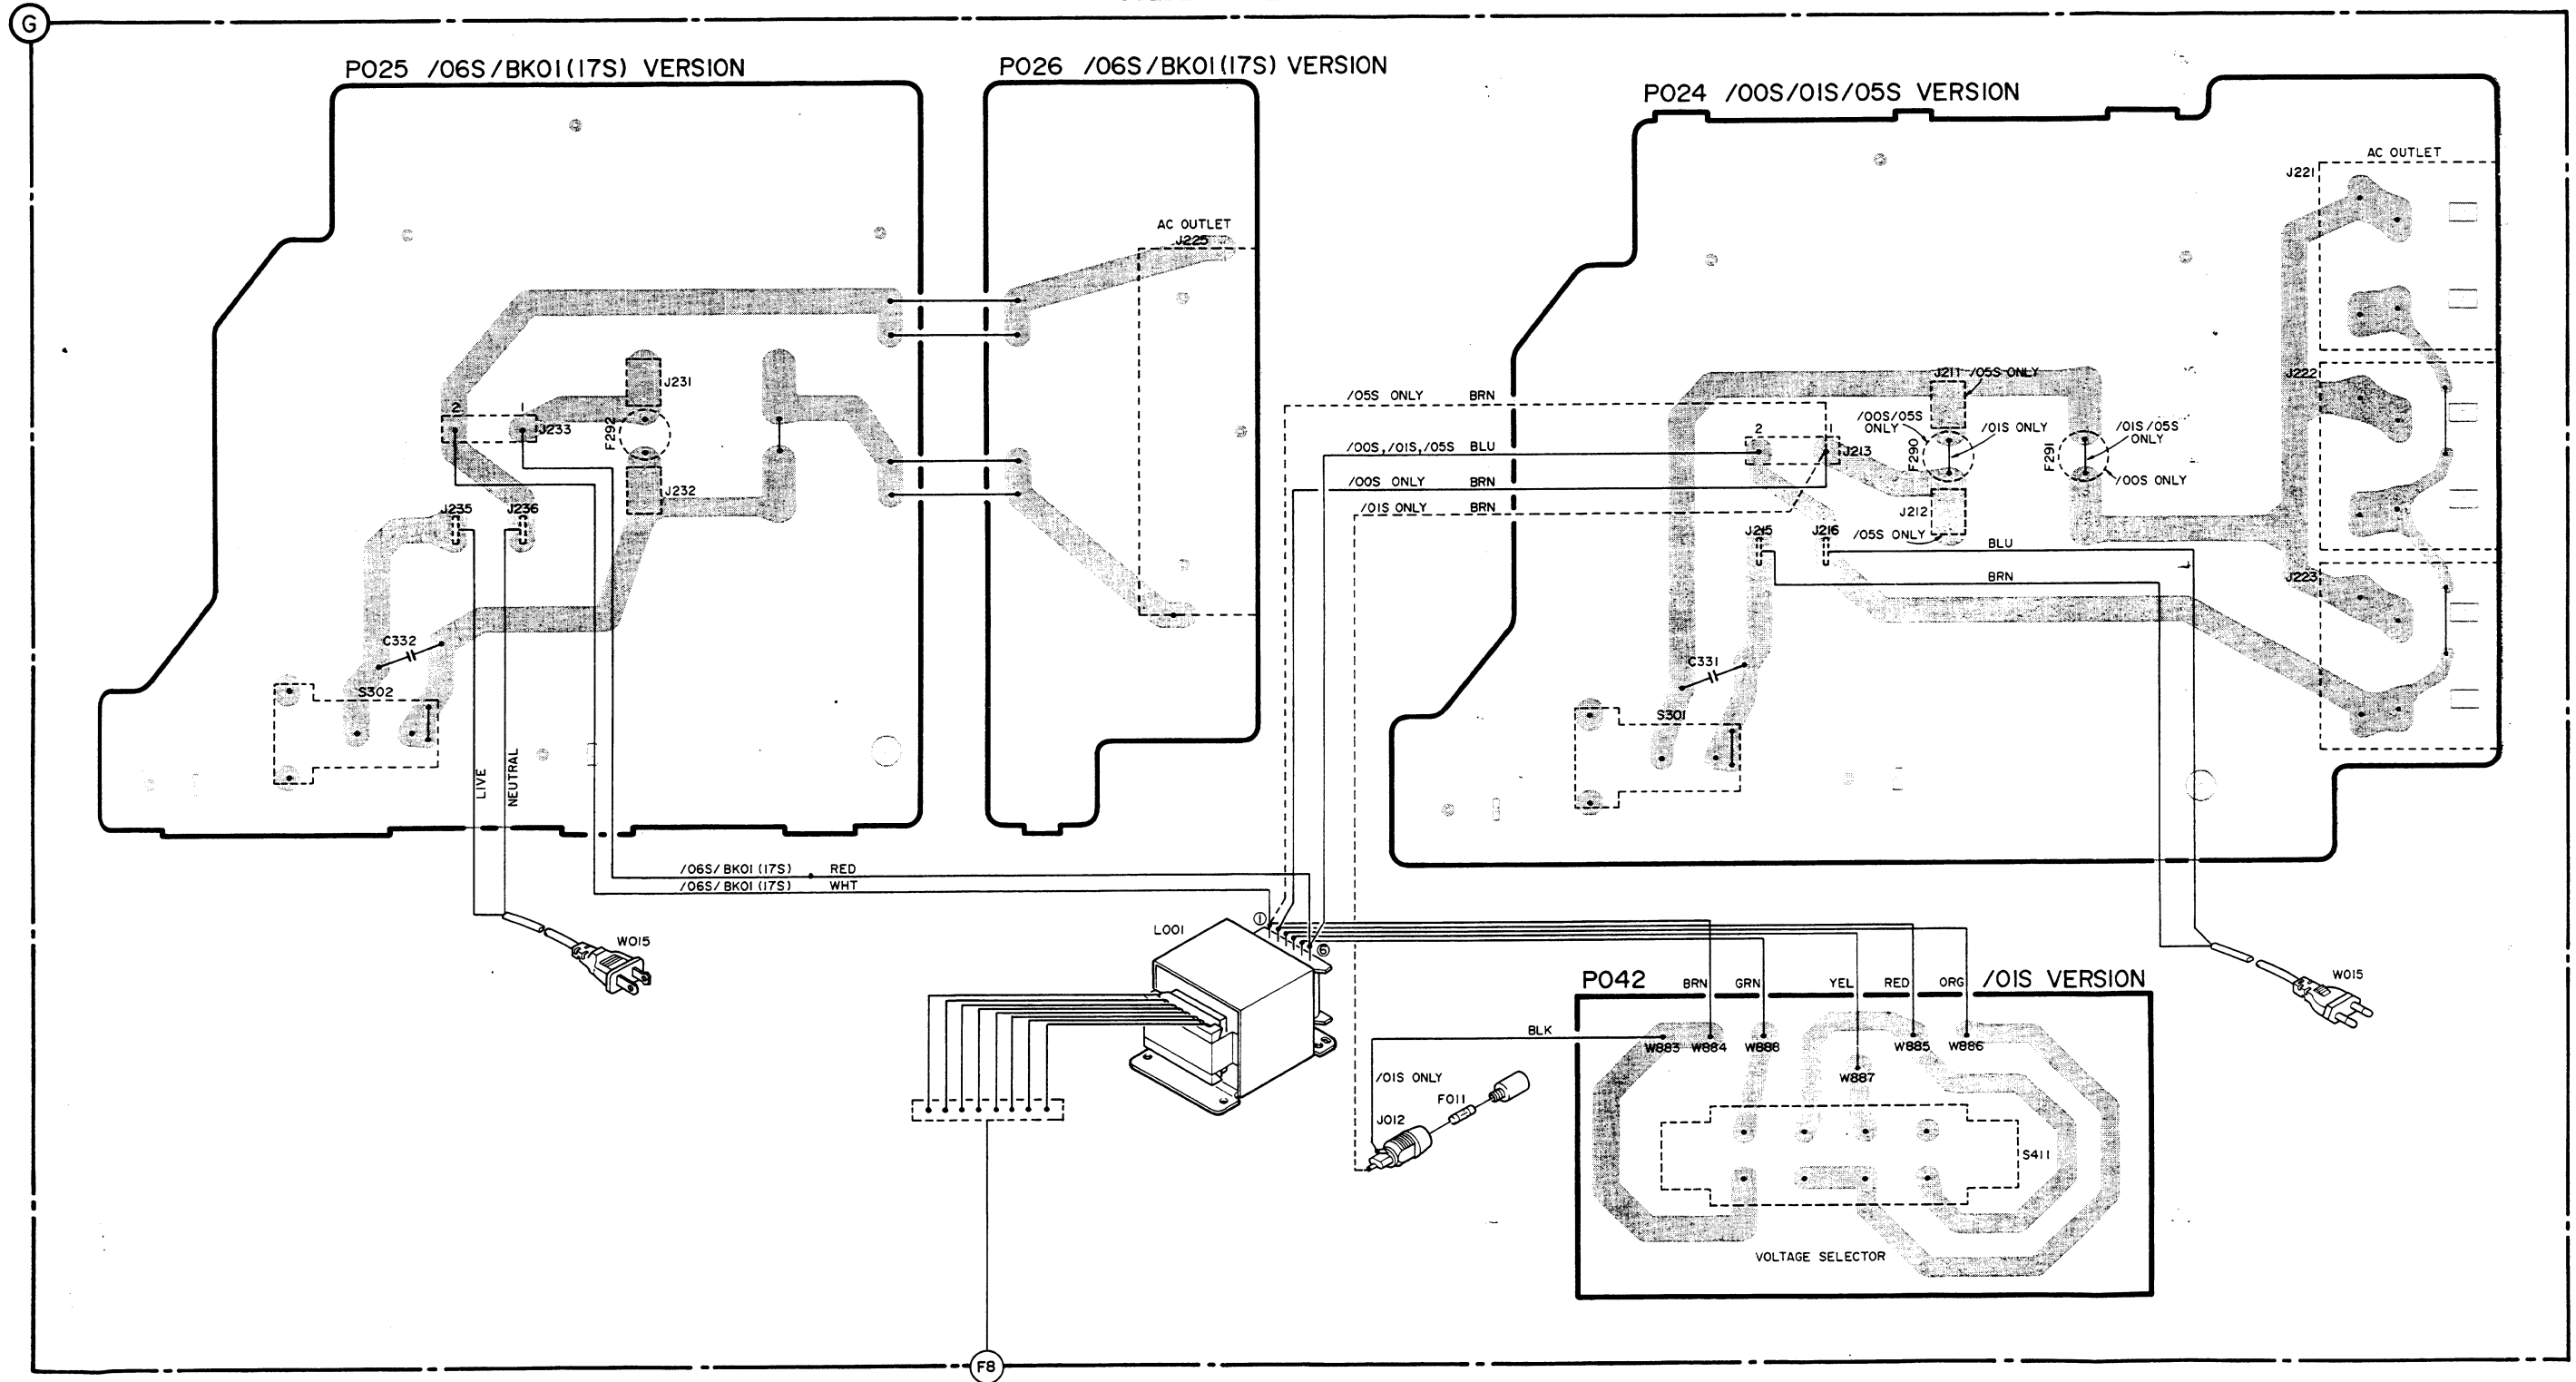 G
P025 /06S/BK01(17S) VERSION
P026 /06S/BK01(17S) VERSION
P024 /00S/01S/05S VERSION
AC OUTLET
J225
AC OUTLET
J221
J222
J223
J231
2
1
J233
F292
J232
J235
J236
C332
S302
LIVE
NEUTRAL
/05S ONLY BRN
/00S,/01S,/05S BLU
/00S ONLY BRN
/01S ONLY BRN
J211
/05S ONLY
/00S/05S
ONLY
/01S ONLY
F290
F291
/01S/05S
ONLY
/00S ONLY
2
1
J213
J212
/05S ONLY
J215
J216
BLU
BRN
C331
S301
/06S/BK01 (17S) RED
/06S/BK01 (17S) WHT
W015
L001
1
6
W015
P042
BRN
GRN
YEL
RED
ORG
/01S VERSION
BLK
W883
W884
W888
W885
W886
W887
/01S ONLY
F011
J012
S411
VOLTAGE SELECTOR
F8